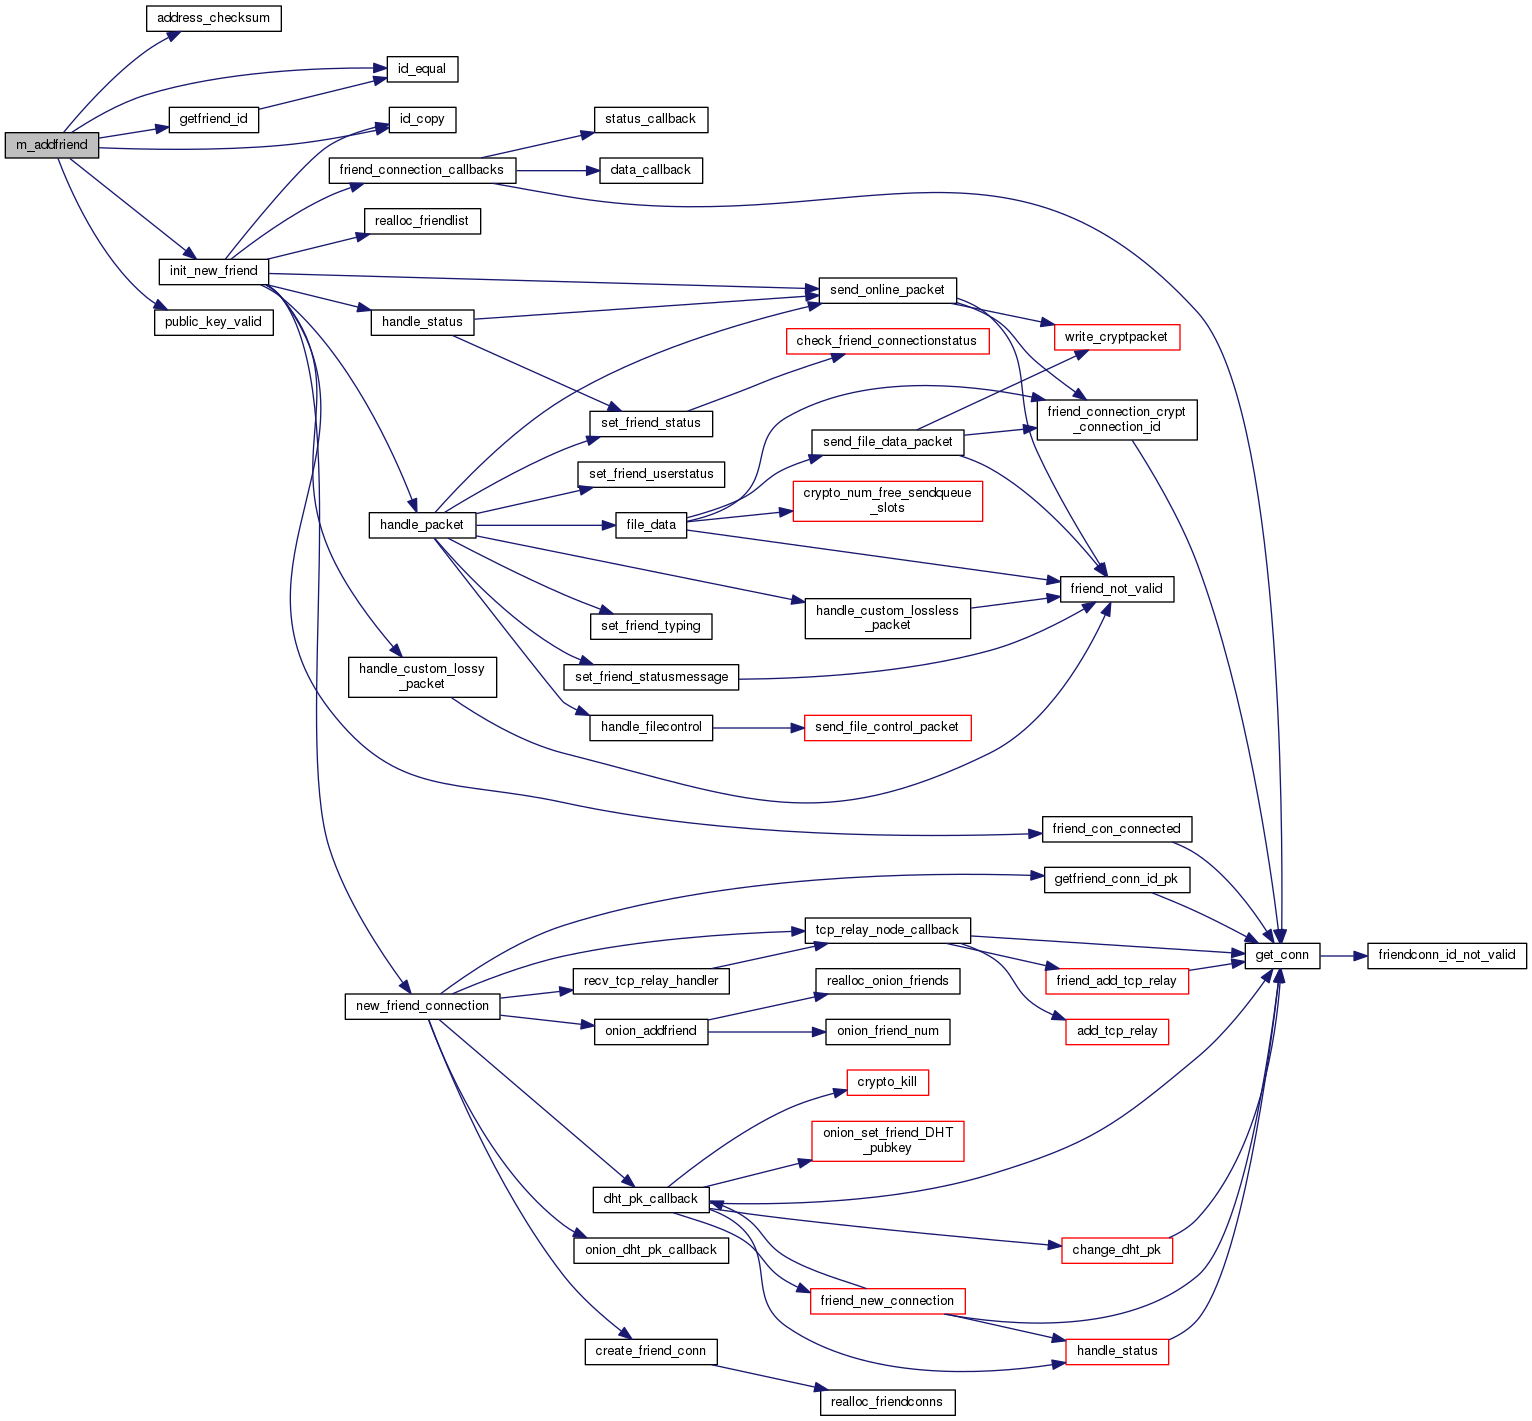 address_checksum
id_equal
getfriend_id
id_copy
status_callback
m_addfriend
friend_connection_callbacks
data_callback
realloc_friendlist
init_new_friend
send_online_packet
public_key_valid
handle_status
write_cryptpacket
check_friend_connectionstatus
friend_connection_crypt
_connection_id
set_friend_status
send_file_data_packet
set_friend_userstatus
crypto_num_free_sendqueue
_slots
handle_packet
file_data
friend_not_valid
handle_custom_lossless
_packet
set_friend_typing
handle_custom_lossy
_packet
set_friend_statusmessage
handle_filecontrol
send_file_control_packet
friend_con_connected
getfriend_conn_id_pk
tcp_relay_node_callback
get_conn
friendconn_id_not_valid
recv_tcp_relay_handler
realloc_onion_friends
friend_add_tcp_relay
new_friend_connection
onion_addfriend
onion_friend_num
add_tcp_relay
crypto_kill
onion_set_friend_DHT
_pubkey
dht_pk_callback
onion_dht_pk_callback
change_dht_pk
friend_new_connection
create_friend_conn
handle_status
realloc_friendconns